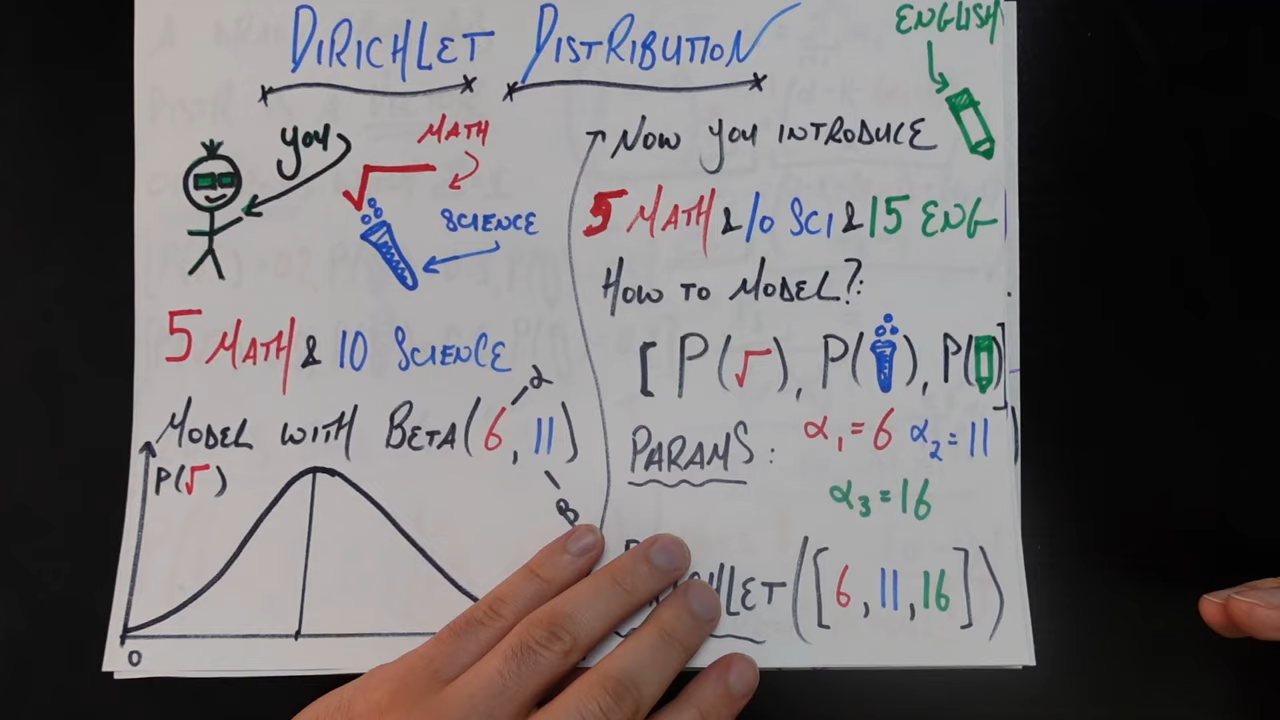 DIRICHLET DISTRIBUTION
YOU
MATH
SCIENCE
5 MATH & 10 SCIENCE
MODEL WITH BETA(6, 11)
α
β
P(√)
0
ENGLISH
NOW YOU INTRODUCE
5 MATH & 10 SCI & 15 ENG
HOW TO MODEL?:
[P(√), P( ), P( )]
PARAMS: α₁=6 α₂=11
α₃=16
([6, 11, 16])